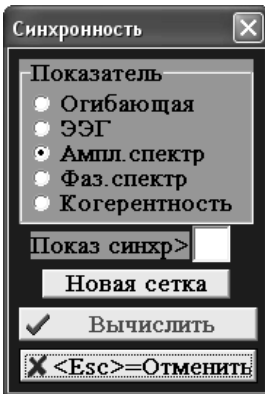 Синхронность
Показатель
Огибающая
ЭЭГ
Ампл.спектр
Фаз.спектр
Когерентность
Показ синхр>
Новая сетка
Вычислить
<Esc>=Отменить